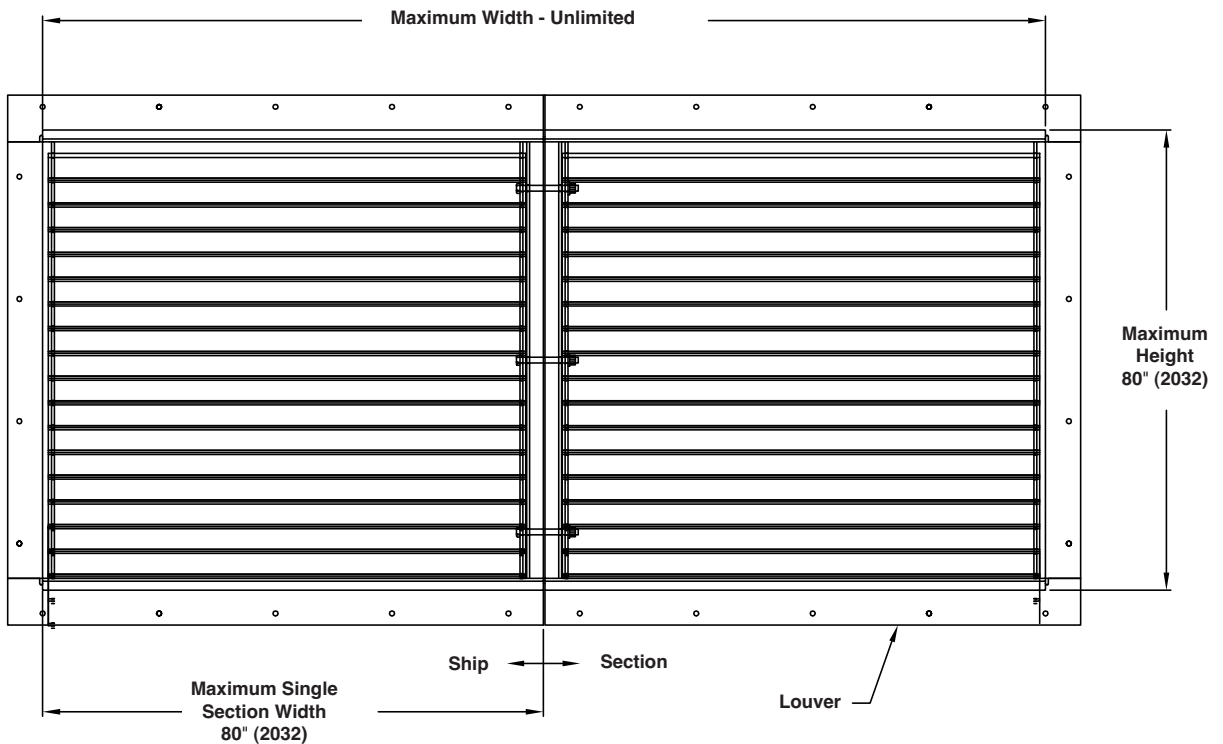 Maximum Width - Unlimited
Maximum
Height
80" (2032)
Ship
Section
Maximum Single
Section Width
80" (2032)
Louver